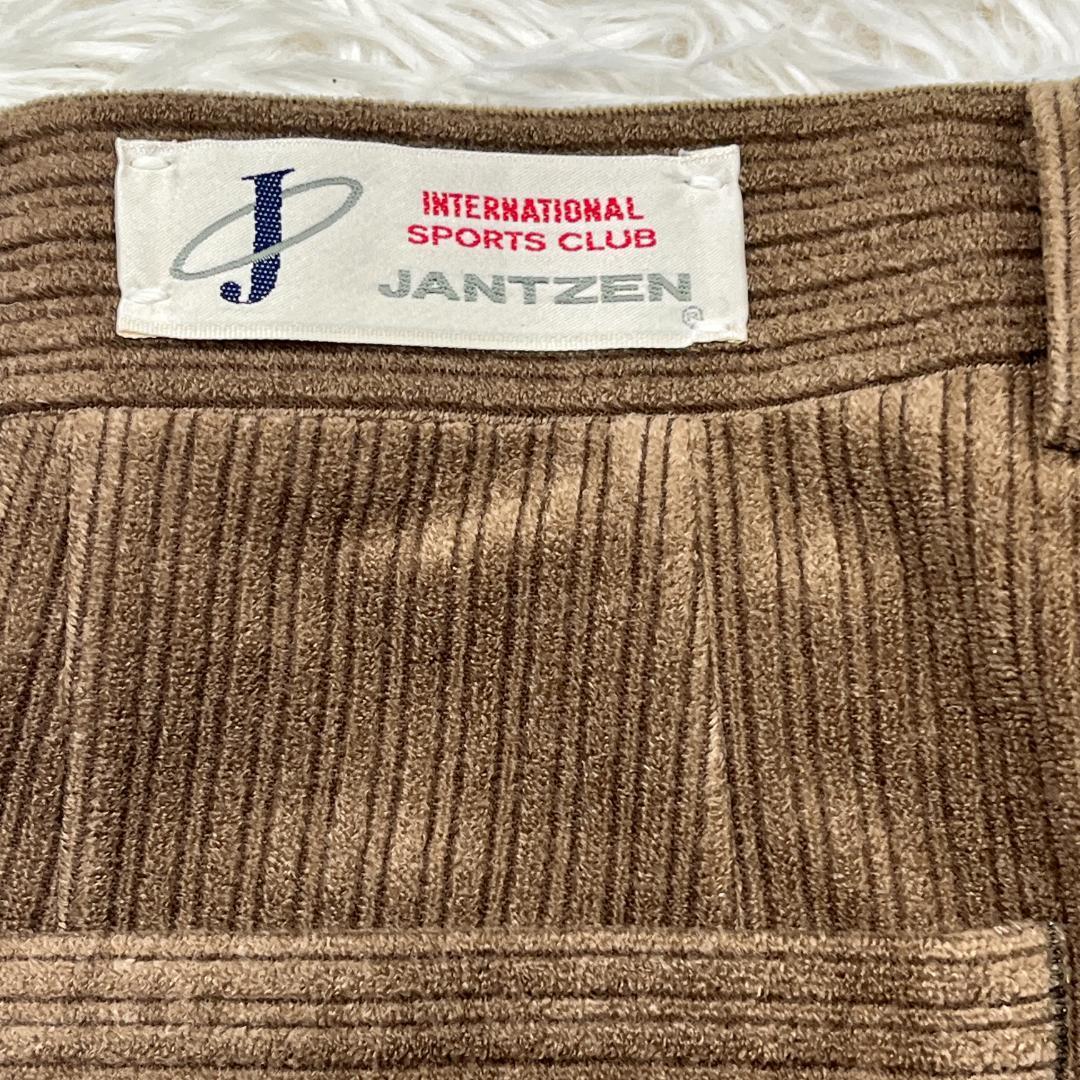 J
INTERNATIONAL
SPORTS CLUB
JANTZEN
®